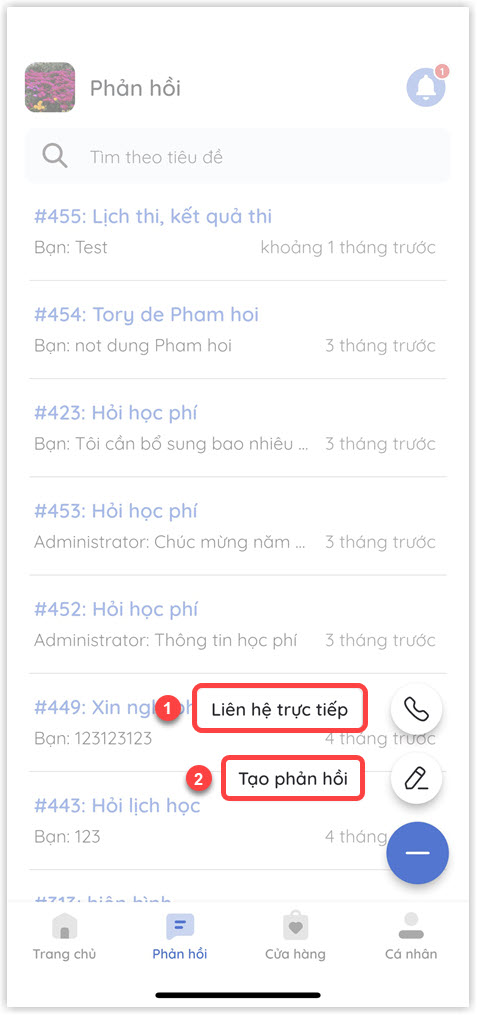 Phản hồi
1
Tìm theo tiêu đề
#455: Lịch thi, kết quả thi
Bạn: Test khoảng 1 tháng trước
#454: Tory de Pham hoi
Bạn: not dung Pham hoi 3 tháng trước
#423: Hỏi học phí
Bạn: Tôi cần bổ sung bao nhiêu ... 3 tháng trước
#453: Hỏi học phí
Administrator: Chúc mừng năm ... 3 tháng trước
#452: Hỏi học phí
Administrator: Thông tin học phí 3 tháng trước
#449: Xin
1 Liên hệ trực tiếp
Bạn: 123123123 4 tháng trước
2 Tạo phản hồi
#443: Hỏi lịch học
Bạn: 123 4 tháng
Trang chủ Phản hồi Cửa hàng Cá nhân